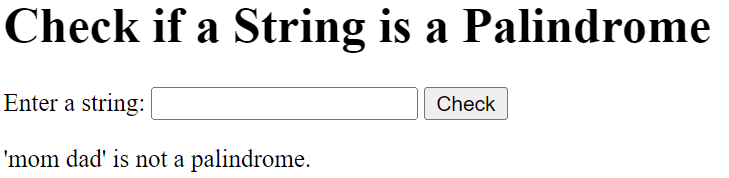 Check if a String is a Palindrome
Enter a string: Check
'mom dad' is not a palindrome.